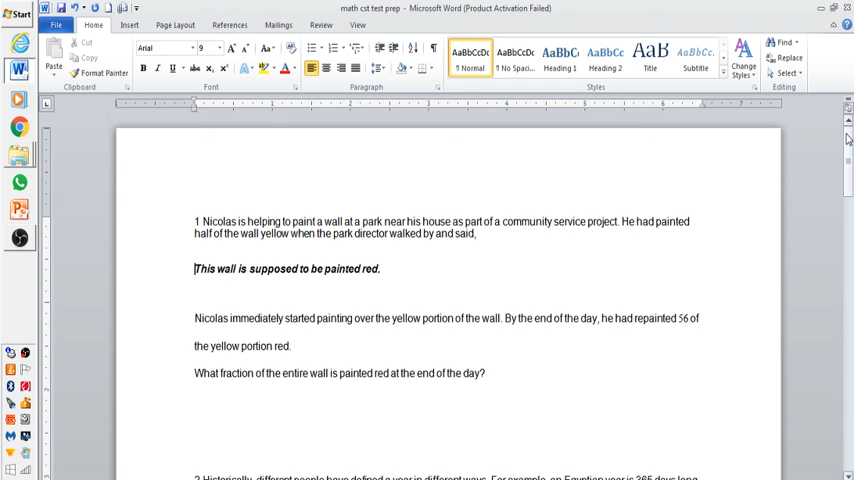 Start
math cst test prep - Microsoft Word (Product Activation Failed)
File Home Insert Page Layout References Mailings Review View
Paste
Cut
Copy
Format Painter
Clipboard
Arial 9
Font
Paragraph
AaBbCcDc ¶ Normal
AaBbCcDc ¶ No Spaci...
AaBbC Heading 1
AaBbCc Heading 2
AaB Title
AaBbCc. Subtitle
Change Styles
Styles
Find
Replace
Select
Editing
1 Nicolas is helping to paint a wall at a park near his house as part of a community service project. He had painted
half of the wall yellow when the park director walked by and said,
This wall is supposed to be painted red.
Nicolas immediately started painting over the yellow portion of the wall. By the end of the day, he had repainted 56 of
the yellow portion red.
What fraction of the entire wall is painted red at the end of the day?
2 Historically, different people have defined a year in different ways. For example, an Egyptian year is 365 days long